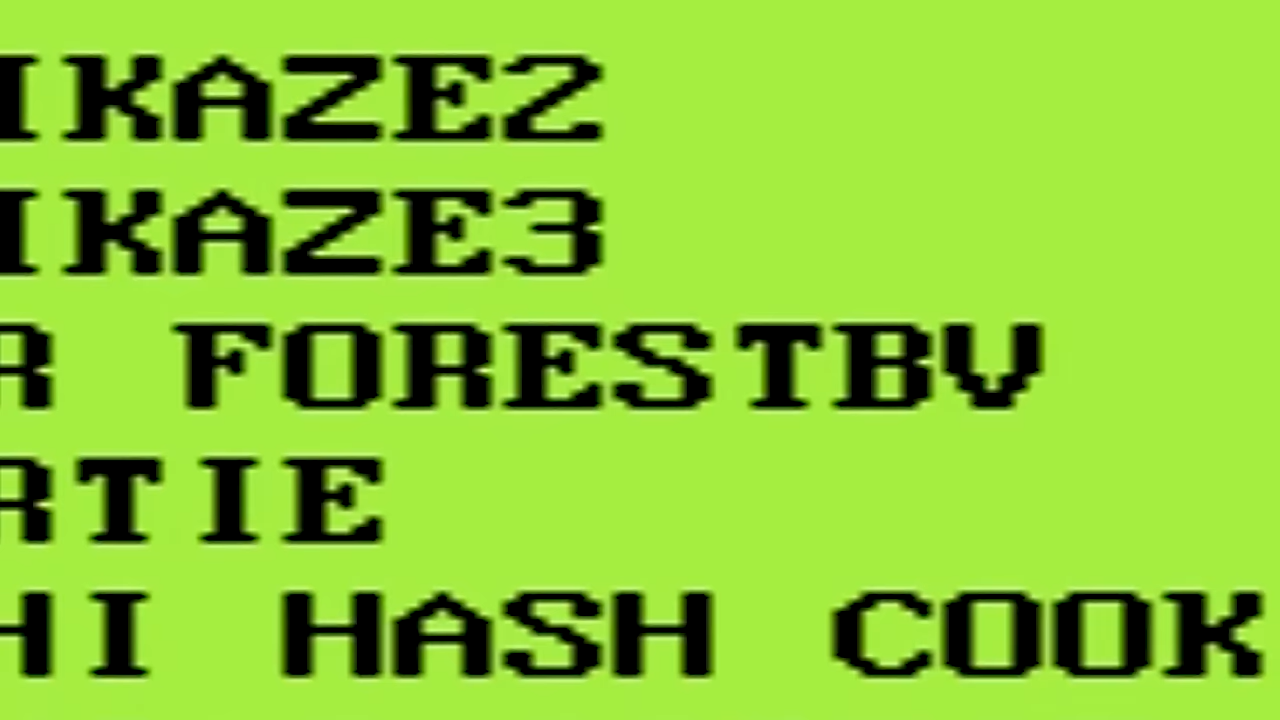 IKAZE2
IKAZE3
R FORESTBV
RTIE
HI HASH COOK